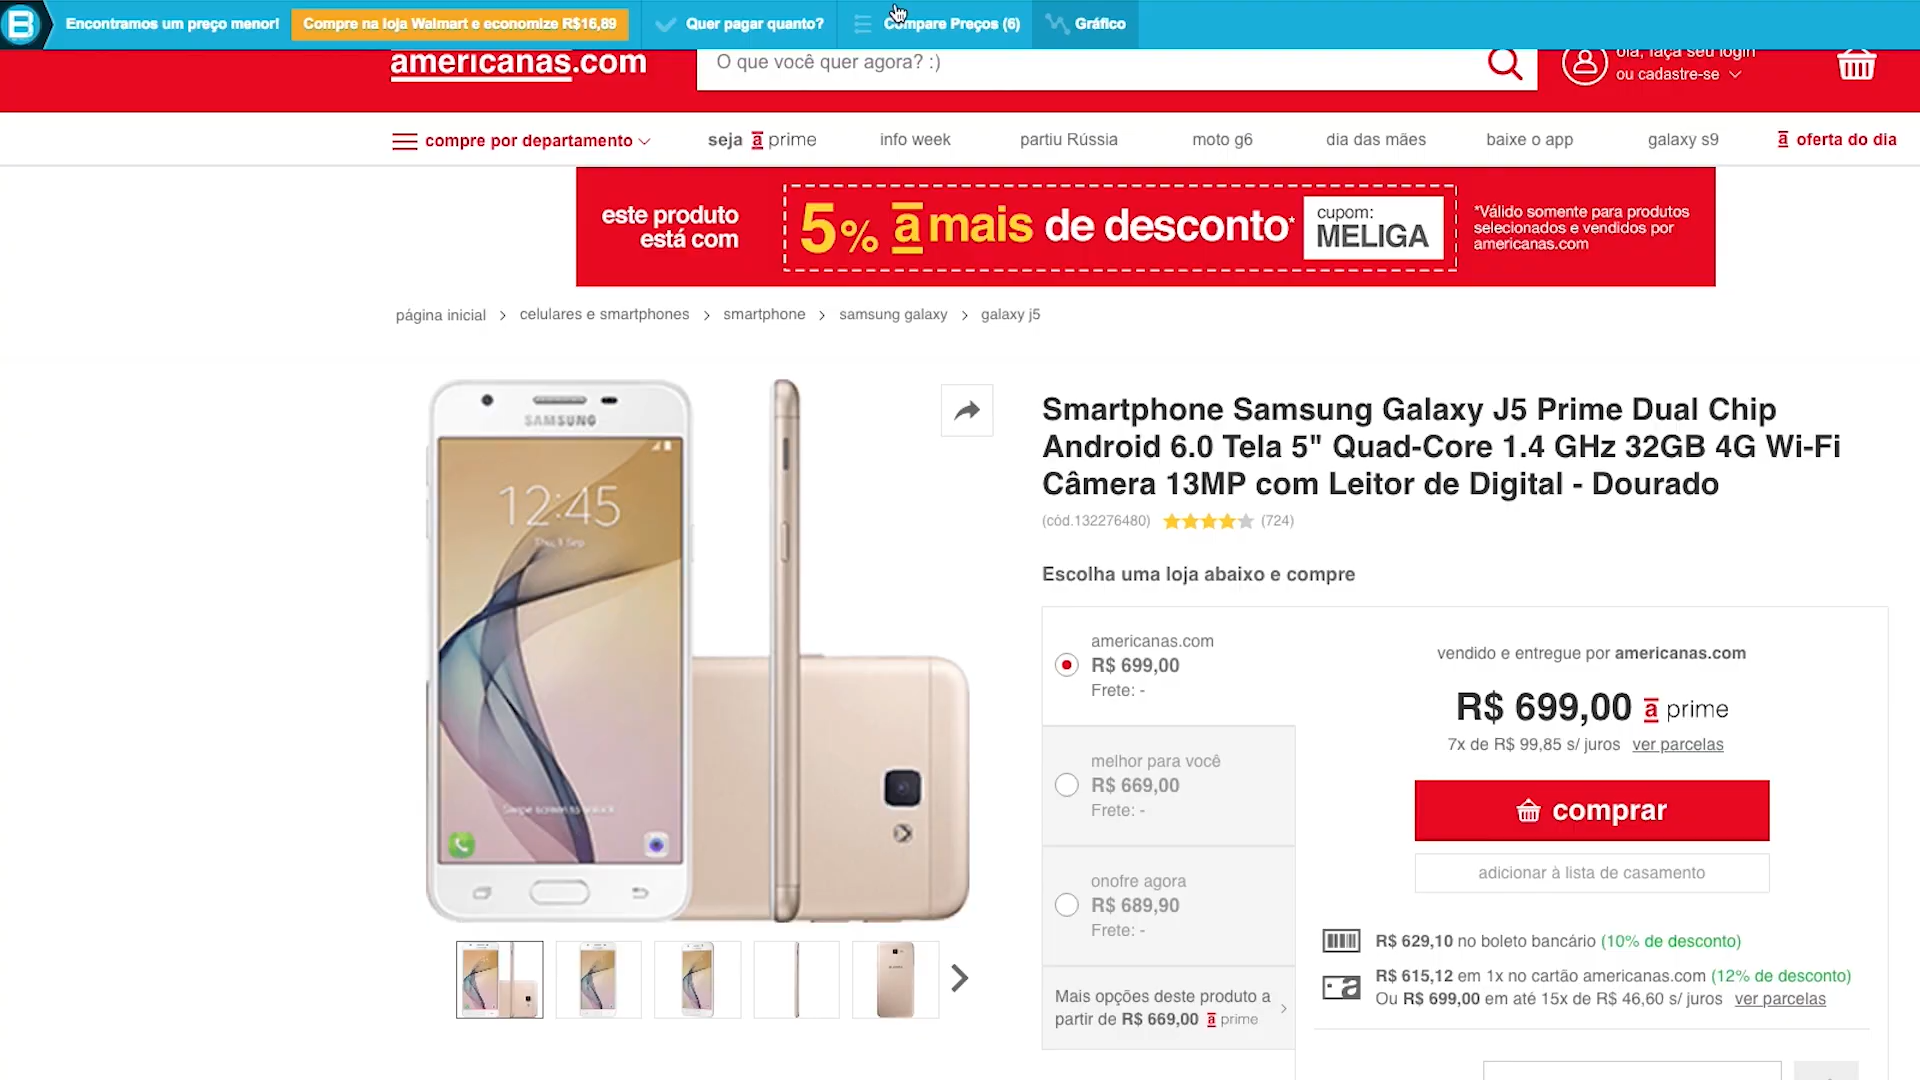 B
Encontramos um preço menor!
Compre na loja Walmart e economize R$16,89
Quer pagar quanto?
Compare Preços (6)
Gráfico
americanas.com
O que você quer agora? :)
olá, faça seu login
ou cadastre-se
compre por departamento
seja a prime
info week
partiu Rússia
moto g6
dia das mães
baixe o app
galaxy s9
a oferta do dia
este produto
está com
5% a mais de desconto*
cupom:
MELIGA
*Válido somente para produtos
selecionados e vendidos por
americanas.com
página inicial > celulares e smartphones > smartphone > samsung galaxy > galaxy j5
SAMSUNG
12:45
Thu, 1 Sep
Swipe screen to unlock
Smartphone Samsung Galaxy J5 Prime Dual Chip
Android 6.0 Tela 5" Quad-Core 1.4 GHz 32GB 4G Wi-Fi
Câmera 13MP com Leitor de Digital - Dourado
(cód.132276480)
(724)
Escolha uma loja abaixo e compre
americanas.com
R$ 699,00
Frete: -
melhor para você
R$ 669,00
Frete: -
onofre agora
R$ 689,90
Frete: -
Mais opções deste produto a
partir de R$ 669,00 a prime
vendido e entregue por americanas.com
R$ 699,00 a prime
7x de R$ 99,85 s/ juros ver parcelas
comprar
adicionar à lista de casamento
R$ 629,10 no boleto bancário (10% de desconto)
a
R$ 615,12 em 1x no cartão americanas.com (12% de desconto)
Ou R$ 699,00 em até 15x de R$ 46,60 s/ juros ver parcelas